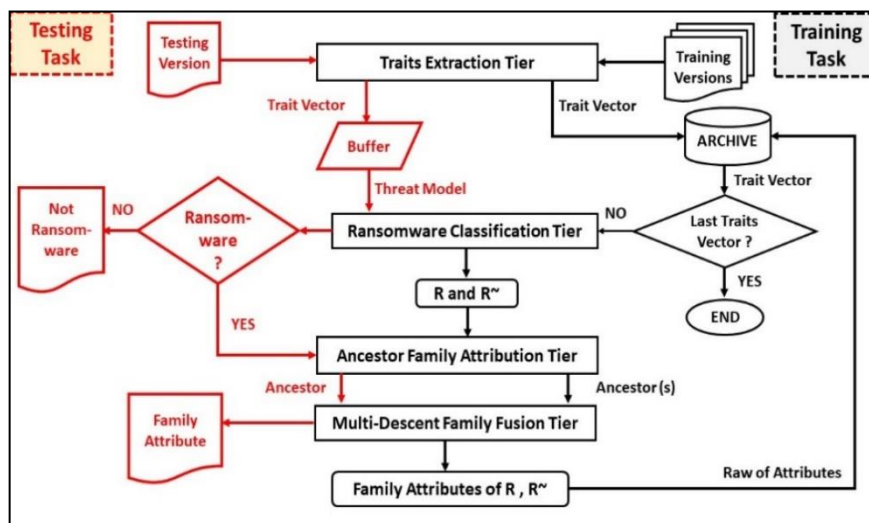 Testing
Task
Testing
Version
Traits Extraction Tier
Training
Versions
Training
Task
Trait Vector
Trait Vector
Buffer
ARCHIVE
Threat Model
Trait Vector
Not
Ransom-
ware
NO
Ransom-
ware
?
Ransomware Classification Tier
NO
Last Traits
Vector ?
YES
END
R and R~
YES
Ancestor Family Attribution Tier
Ancestor
Ancestor(s)
Family
Attribute
Multi-Descent Family Fusion Tier
Family Attributes of R , R~
Raw of Attributes